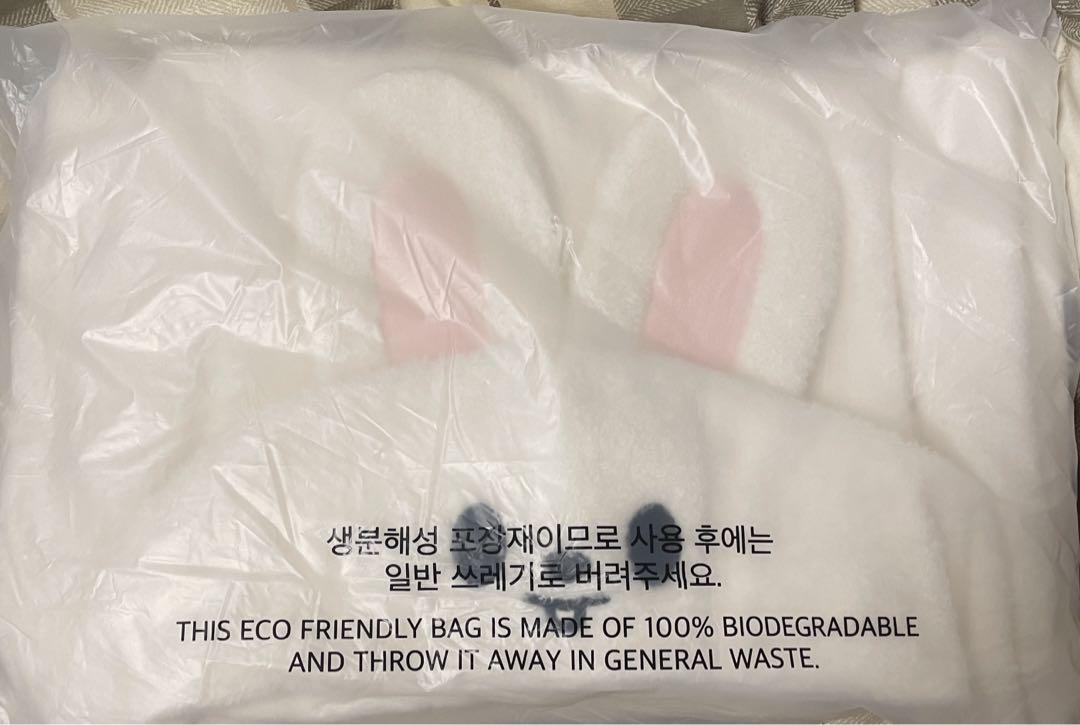 생분해성 포장재이므로 사용 후에는
일반 쓰레기로 버려주세요.
THIS ECO FRIENDLY BAG IS MADE OF 100% BIODEGRADABLE
AND THROW IT AWAY IN GENERAL WASTE.